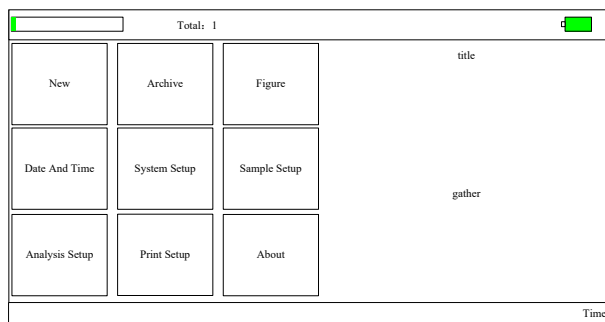 Total：1
title
New
Archive
Figure
Date And Time
System Setup
Sample Setup
gather
Analysis Setup
Print Setup
About
Time